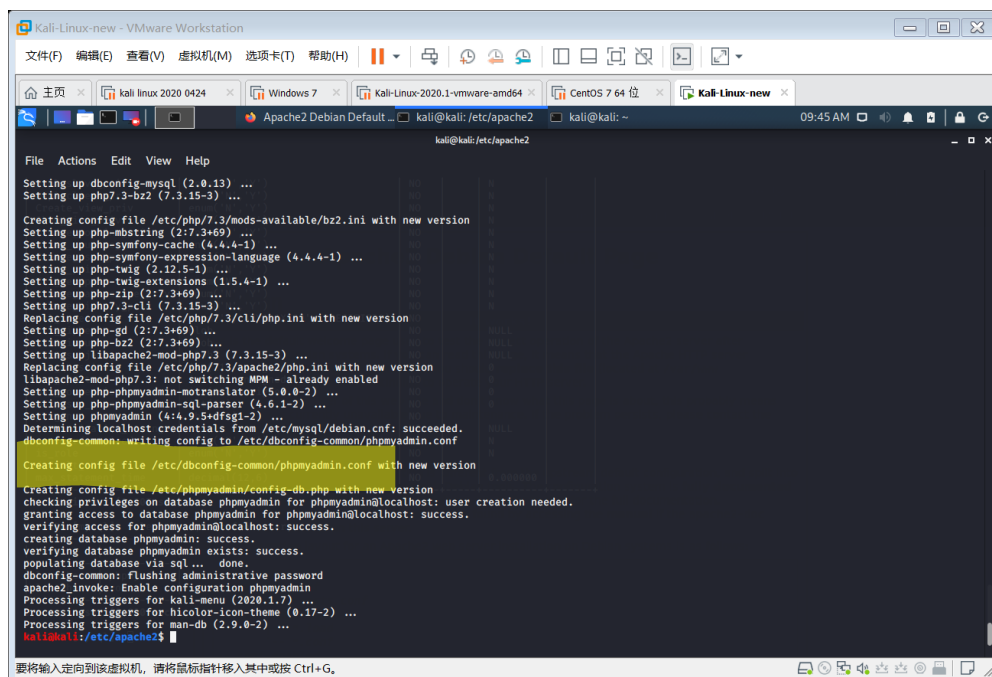 Kali-Linux-new - VMware Workstation
文件(F) 编辑(E) 查看(V) 虚拟机(M) 选项卡(T) 帮助(H)
主页 kali linux 2020 0424 Windows 7 Kali-Linux-2020.1-vmware-amd64 CentOS 7 64 位 Kali-Linux-new
Apache2 Debian Default ... kali@kali: /etc/apache2 kali@kali: ~ 09:45 AM
kali@kali: /etc/apache2
File Actions Edit View Help
Setting up dbconfig-mysql (2.0.13) ...
Setting up php7.3-bz2 (7.3.15-3) ...
Creating config file /etc/php/7.3/mods-available/bz2.ini with new version
Setting up php-mbstring (2:7.3+69) ...
Setting up php-symfony-cache (4.4.4-1) ...
Setting up php-symfony-expression-language (4.4.4-1) ...
Setting up php-twig (2.12.5-1) ...
Setting up php-twig-extensions (1.5.4-1) ...
Setting up php-zip (2:7.3+69) ...
Setting up php7.3-cli (7.3.15-3) ...
Replacing config file /etc/php/7.3/cli/php.ini with new version
Setting up php-gd (2:7.3+69) ...
Setting up php-bz2 (2:7.3+69) ...
Setting up libapache2-mod-php7.3 (7.3.15-3) ...
Replacing config file /etc/php/7.3/apache2/php.ini with new version
libapache2-mod-php7.3: not switching MPM - already enabled
Setting up php-phpmyadmin-motranslator (5.0.0-2) ...
Setting up php-phpmyadmin-sql-parser (4.6.1-2) ...
Setting up phpmyadmin (4:4.9.5+dfsg1-2) ...
Determining localhost credentials from /etc/mysql/debian.cnf: succeeded.
dbconfig-common: writing config to /etc/dbconfig-common/phpmyadmin.conf
Creating config file /etc/dbconfig-common/phpmyadmin.conf with new version
Creating config file /etc/phpmyadmin/config-db.php with new version
checking privileges on database phpmyadmin for phpmyadmin@localhost: user creation needed.
granting access to database phpmyadmin for phpmyadmin@localhost: success.
verifying access for phpmyadmin@localhost: success.
creating database phpmyadmin: success.
verifying database phpmyadmin exists: success.
populating database via sql... done.
dbconfig-common: flushing administrative password
apache2_invoke: Enable configuration phpmyadmin
Processing triggers for kali-menu (2020.1.7) ...
Processing triggers for hicolor-icon-theme (0.17-2) ...
Processing triggers for man-db (2.9.0-2) ...
kali@kali:/etc/apache2$
要将输入定向到该虚拟机，请将鼠标指针移入其中或按 Ctrl+G。